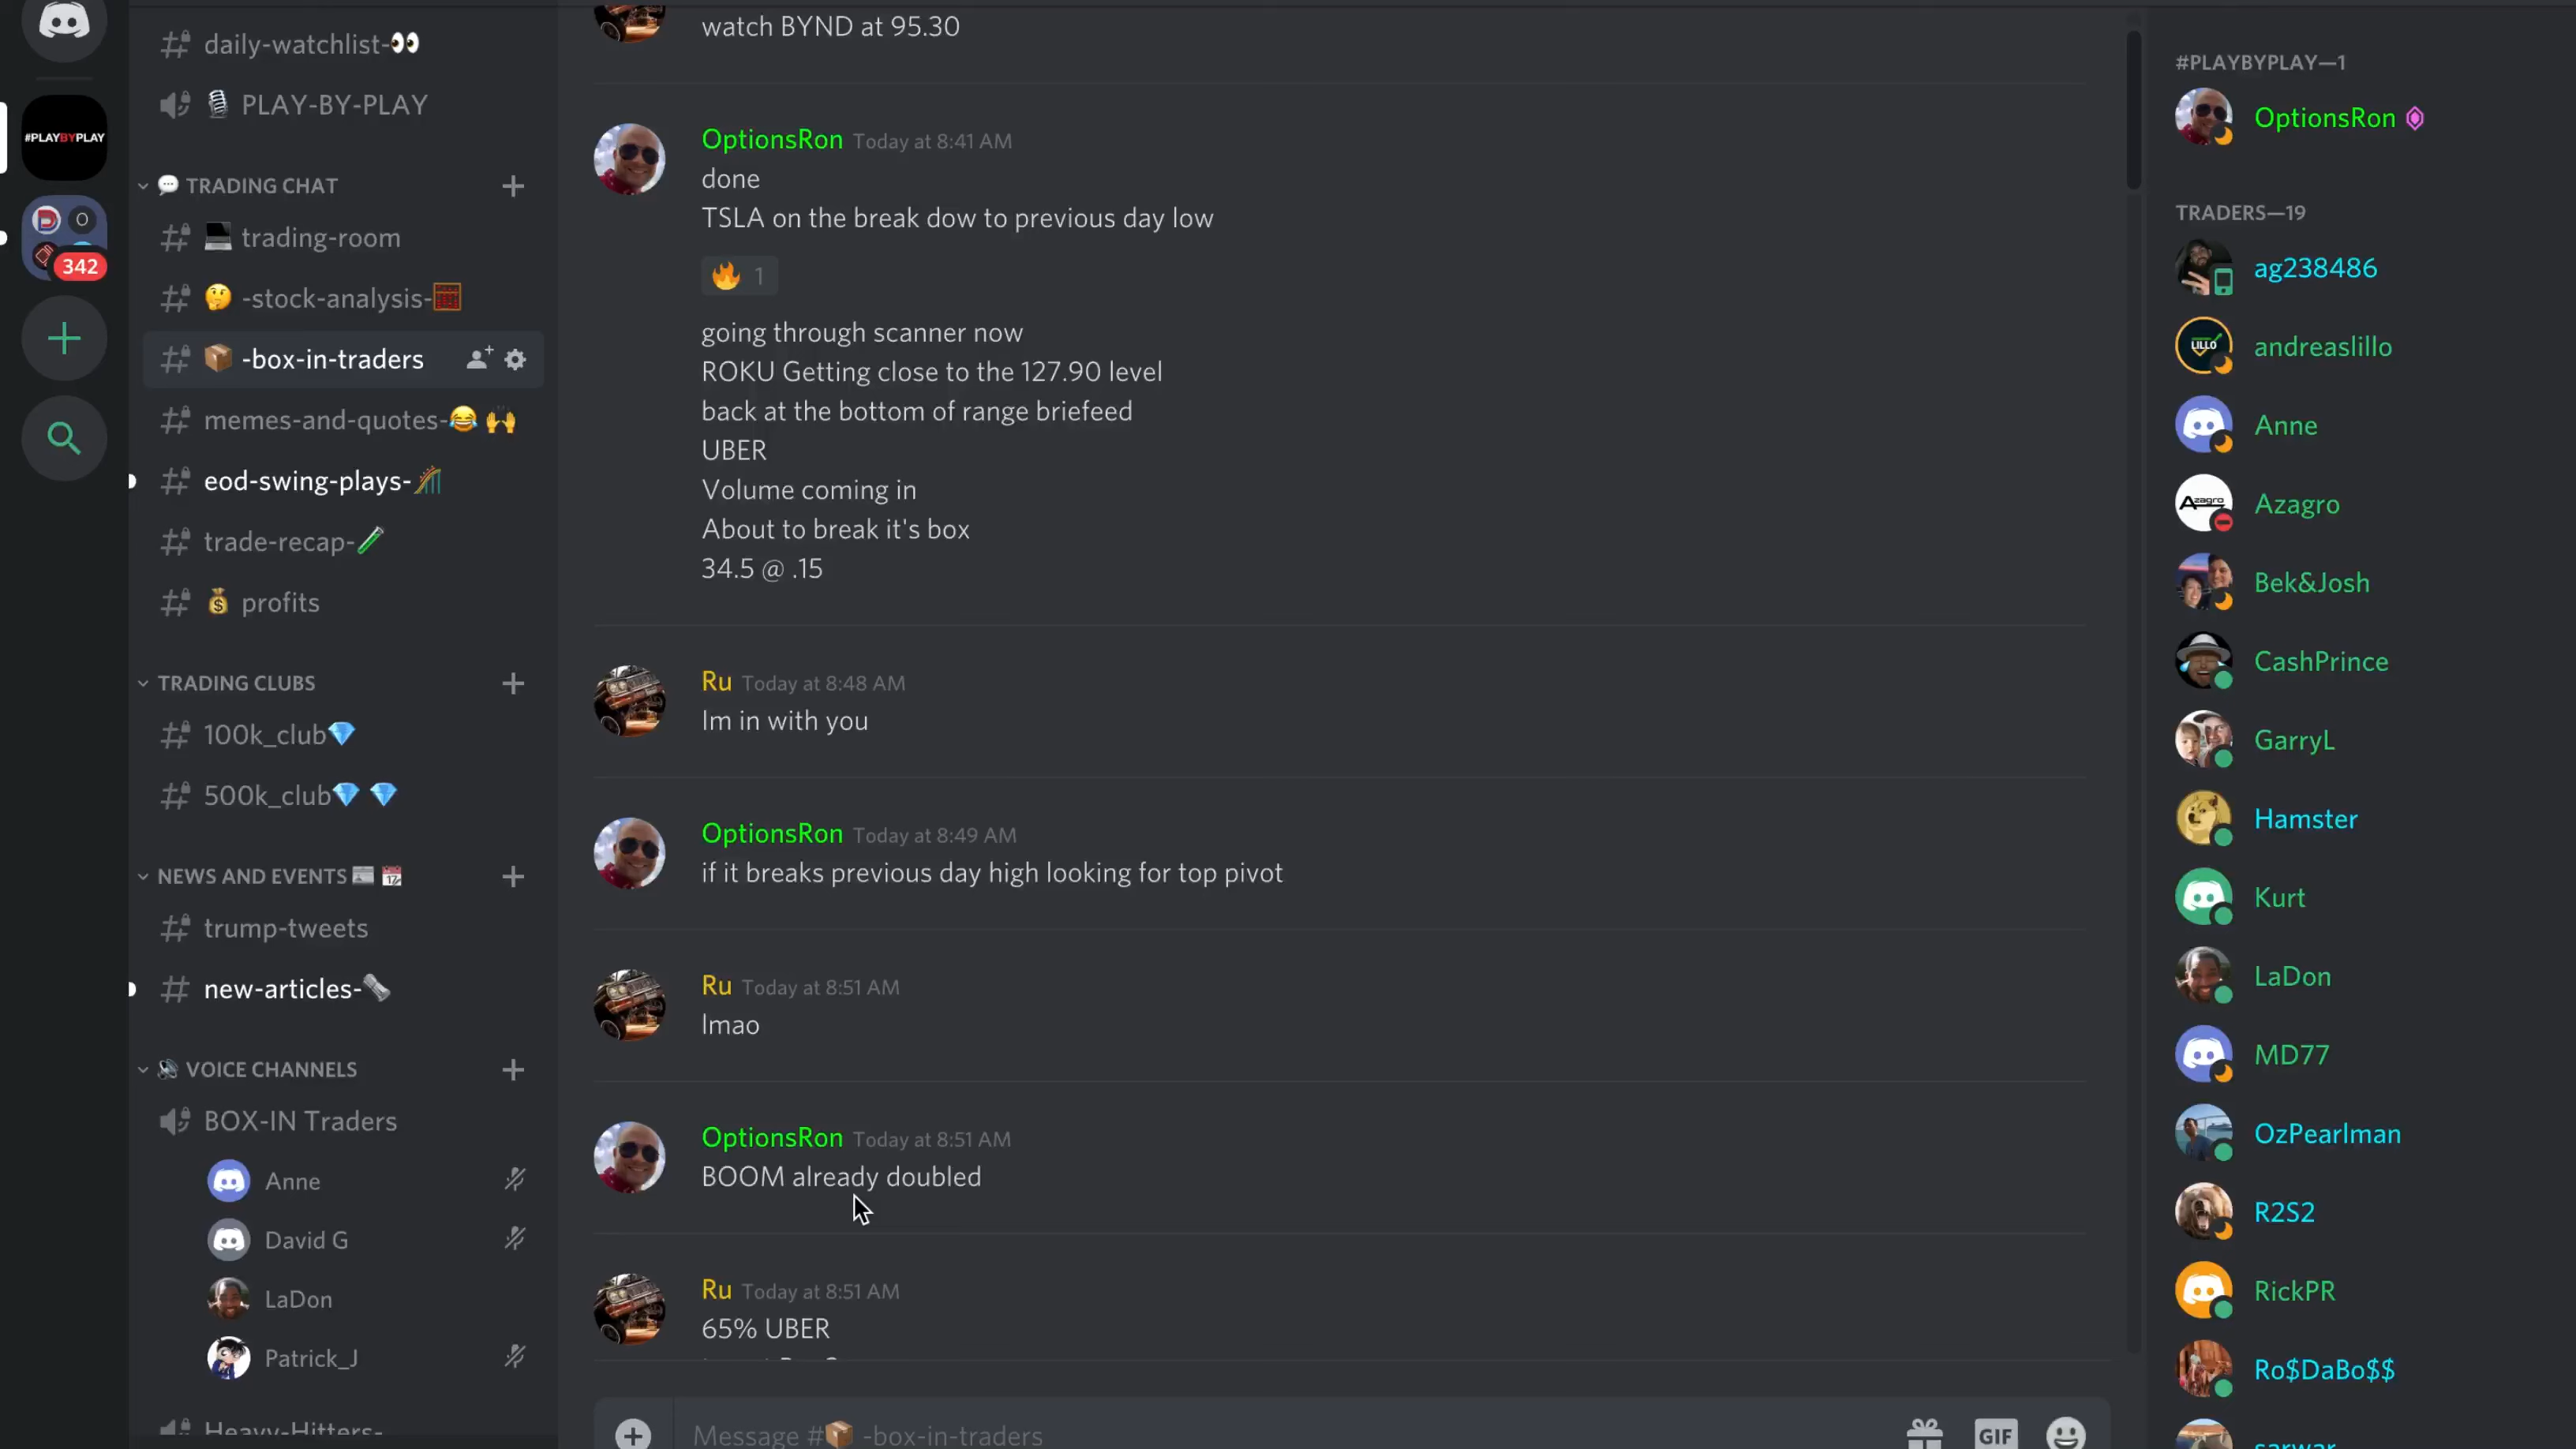 daily-watchlist-👀
🎙 PLAY-BY-PLAY
#PLAYBYPLAY
342
💬 TRADING CHAT
💻 trading-room
🤔 -stock-analysis-🧮
📦 -box-in-traders
memes-and-quotes-😂 🙌
eod-swing-plays-🎢
trade-recap-🧪
💰 profits
TRADING CLUBS
100k_club💎
500k_club💎 💎
NEWS AND EVENTS📰 📆
trump-tweets
new-articles-🗞
🔊 VOICE CHANNELS
BOX-IN Traders
Anne
David G
LaDon
Patrick_J
Heavy-Hitters-
watch BYND at 95.30
OptionsRon Today at 8:41 AM
done
TSLA on the break dow to previous day low
🔥 1
going through scanner now
ROKU Getting close to the 127.90 level
back at the bottom of range briefeed
UBER
Volume coming in
About to break it's box
34.5 @ .15
Ru Today at 8:48 AM
Im in with you
OptionsRon Today at 8:49 AM
if it breaks previous day high looking for top pivot
Ru Today at 8:51 AM
lmao
OptionsRon Today at 8:51 AM
BOOM already doubled
Ru Today at 8:51 AM
65% UBER
Message #📦 -box-in-traders
GIF
#PLAYBYPLAY—1
OptionsRon
TRADERS—19
ag238486
LILLO
andreaslillo
Anne
Azagro
Azagro
Bek&Josh
CashPrince
GarryL
Hamster
Kurt
LaDon
MD77
OzPearlman
R2S2
RickPR
Ro$DaBo$$
sarwar